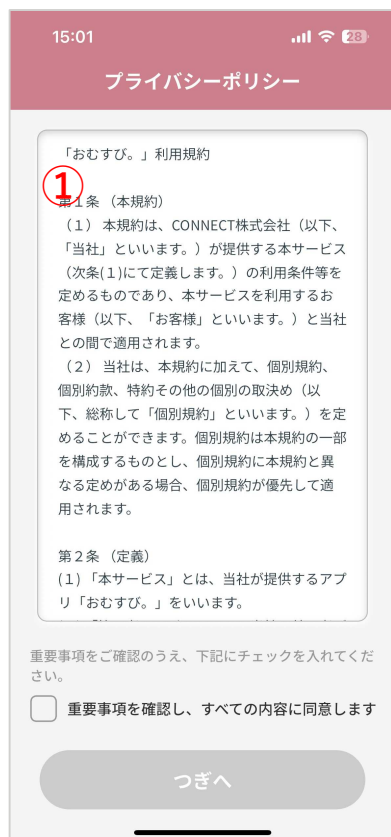 15:01
28
プライバシーポリシー
「おむすび。」利用規約
①
第1条（本規約）
（１） 本規約は、CONNECT株式会社（以下、
「当社」といいます。）が提供する本サービス
（次条(１)にて定義します。）の利用条件等を
定めるものであり、本サービスを利用するお
客様（以下、「お客様」といいます。）と当社
との間で適用されます。
（２） 当社は、本規約に加えて、個別規約、
個別約款、特約その他の個別の取決め（以
下、総称して「個別規約」といいます。）を定
めることができます。個別規約は本規約の一部
を構成するものとし、個別規約に本規約と異
なる定めがある場合、個別規約が優先して適
用されます。
第２条（定義）
(１)「本サービス」とは、当社が提供するアプ
リ「おむすび。」をいいます。
重要事項をご確認のうえ、下記にチェックを入れてくだ
さい。
重要事項を確認し、すべての内容に同意します
つぎへ